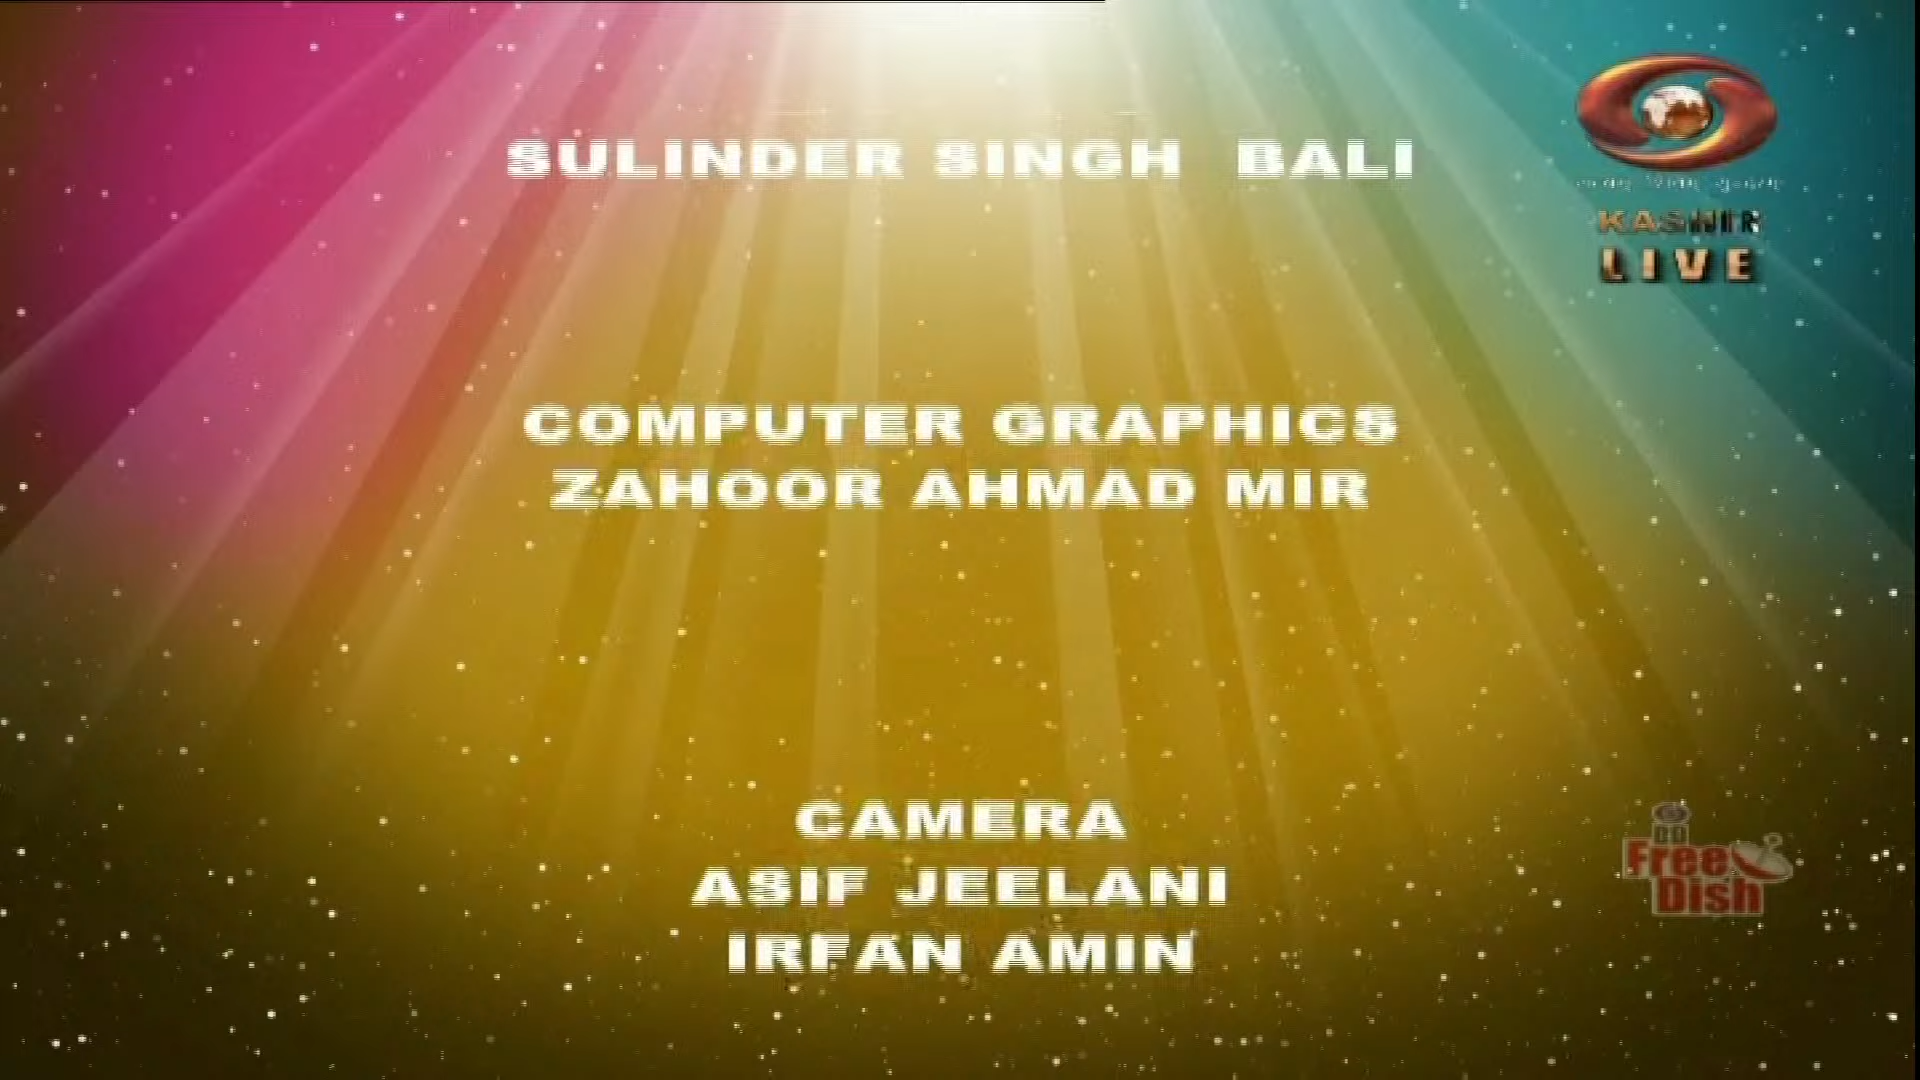 SULINDER SINGH BALI
KASHIR
LIVE
COMPUTER GRAPHICS
ZAHOOR AHMAD MIR
CAMERA
ASIF JEELANI
IRFAN AMIN
DD
Free
Dish